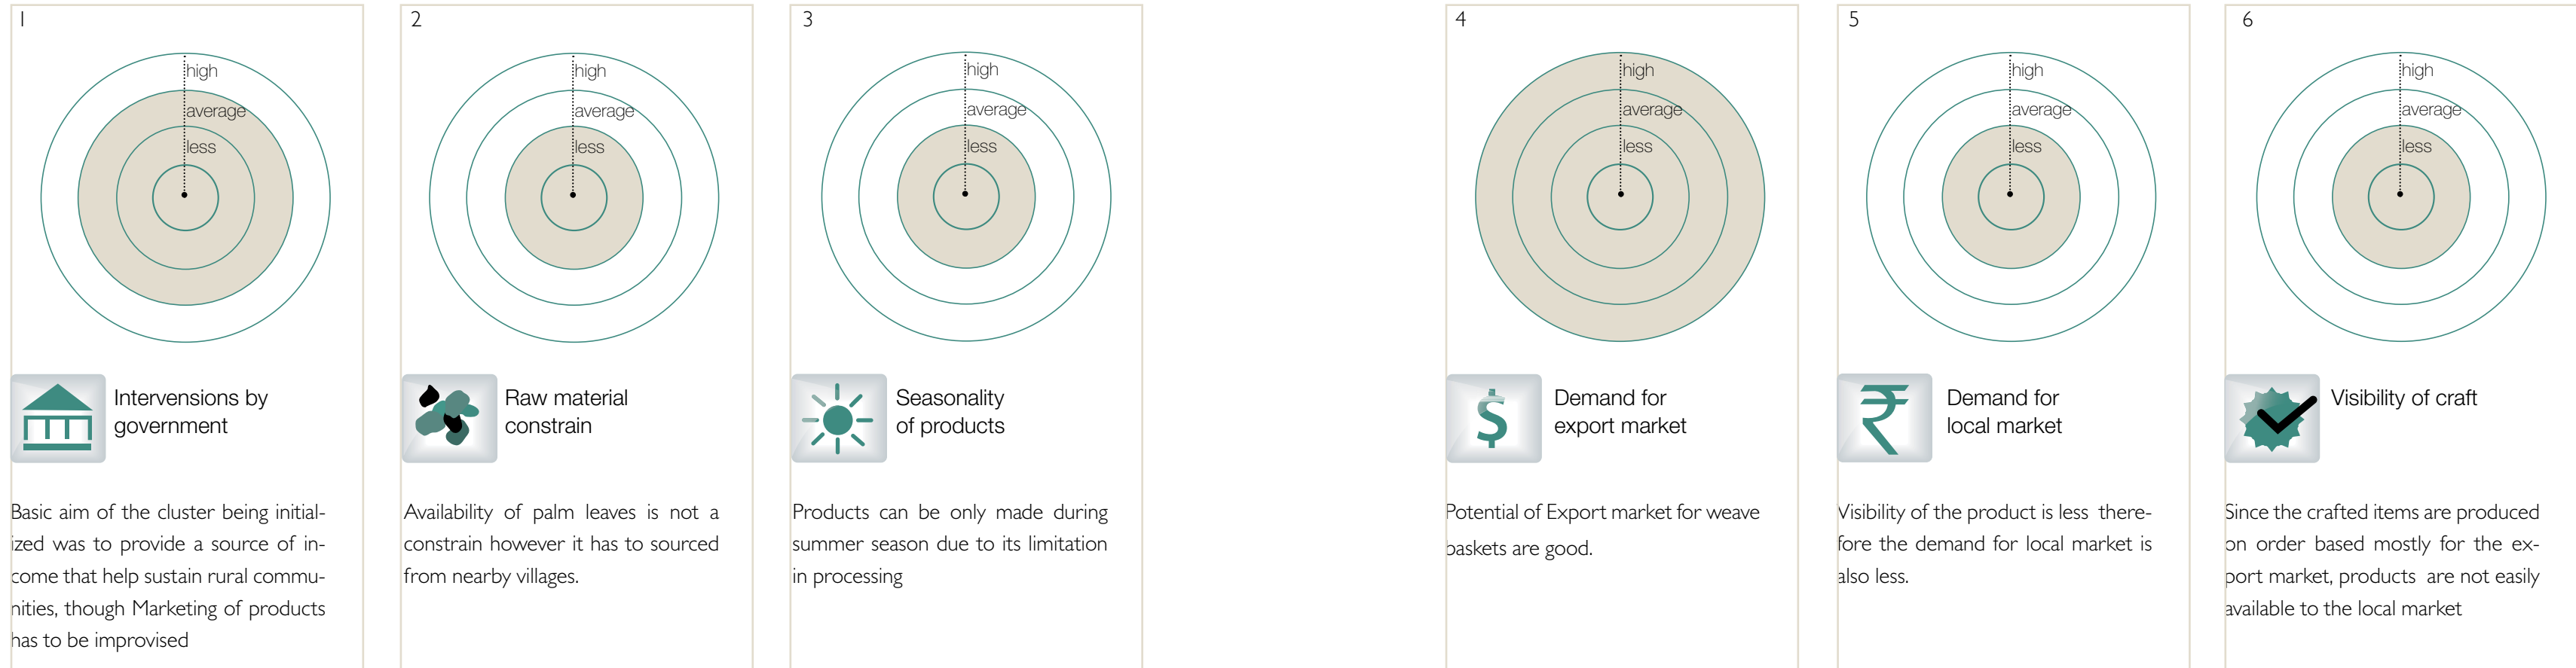 1
high
average
less
Intervensions by
government
Basic aim of the cluster being initial-
ized was to provide a source of in-
come that help sustain rural commu-
nities, though Marketing of products
has to be improvised
2
high
average
less
Raw material
constrain
Availability of palm leaves is not a
constrain however it has to sourced
from nearby villages.
3
high
average
less
Seasonality
of products
Products can be only made during
summer season due to its limitation
in processing
4
high
average
less
$
Demand for
export market
Potential of Export market for weave
baskets are good.
5
high
average
less
₹
Demand for
local market
Visibility of the product is less there-
fore the demand for local market is
also less.
6
high
average
less
Visibility of craft
Since the crafted items are produced
on order based mostly for the ex-
port market, products are not easily
available to the local market